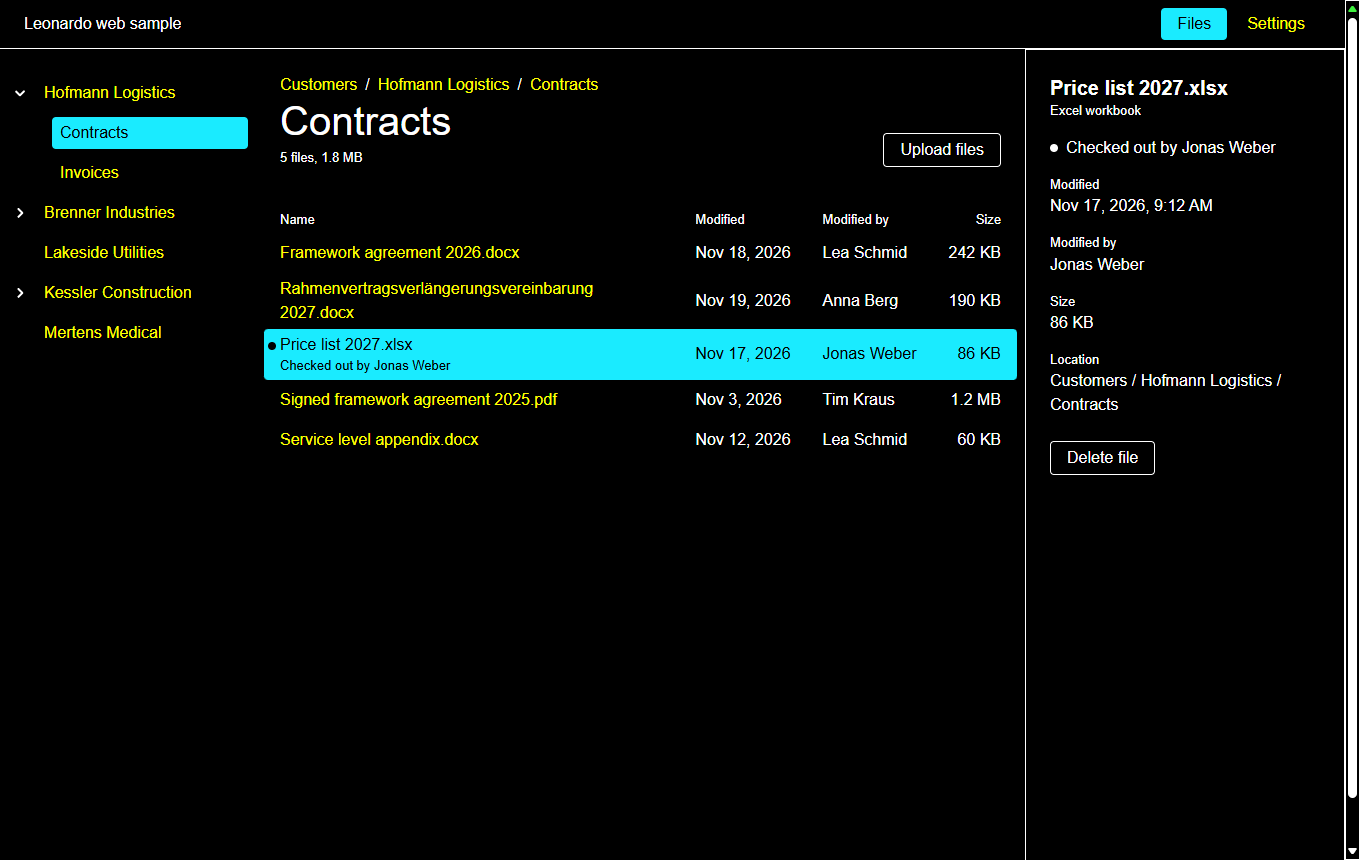 Leonardo web sample
Files
Settings
Hofmann Logistics
Contracts
Invoices
Brenner Industries
Lakeside Utilities
Kessler Construction
Mertens Medical
Customers / Hofmann Logistics / Contracts
Contracts
5 files, 1.8 MB
Upload files
Name Modified Modified by Size
Framework agreement 2026.docx Nov 18, 2026 Lea Schmid 242 KB
Rahmenvertragsverlängerungsvereinbarung
2027.docx Nov 19, 2026 Anna Berg 190 KB
Price list 2027.xlsx Nov 17, 2026 Jonas Weber 86 KB
Checked out by Jonas Weber
Signed framework agreement 2025.pdf Nov 3, 2026 Tim Kraus 1.2 MB
Service level appendix.docx Nov 12, 2026 Lea Schmid 60 KB
Price list 2027.xlsx
Excel workbook
Checked out by Jonas Weber
Modified
Nov 17, 2026, 9:12 AM
Modified by
Jonas Weber
Size
86 KB
Location
Customers / Hofmann Logistics /
Contracts
Delete file